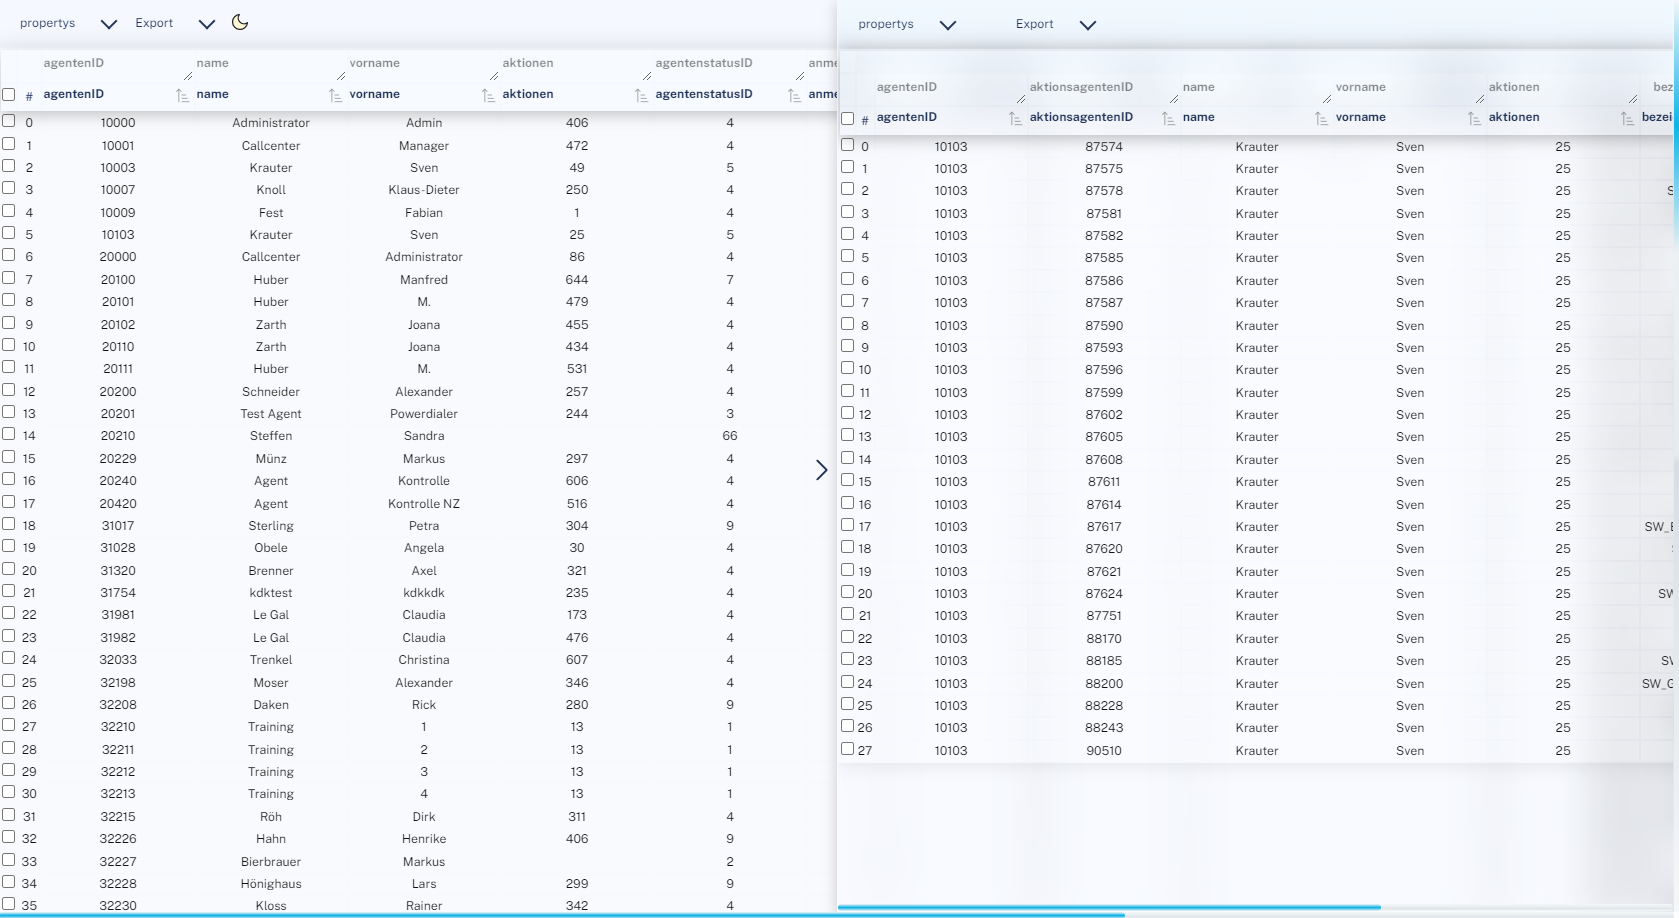 propertys Export
agentenID name vorname aktionen agentenstatusID anme
# agentenID name vorname aktionen agentenstatusID anme
0 10000 Administrator Admin 406 4
1 10001 Callcenter Manager 472 4
2 10003 Krauter Sven 49 5
3 10007 Knoll Klaus-Dieter 250 4
4 10009 Fest Fabian 1 4
5 10103 Krauter Sven 25 5
6 20000 Callcenter Administrator 86 4
7 20100 Huber Manfred 644 7
8 20101 Huber M. 479 4
9 20102 Zarth Joana 455 4
10 20110 Zarth Joana 434 4
11 20111 Huber M. 531 4
12 20200 Schneider Alexander 257 4
13 20201 Test Agent Powerdialer 244 3
14 20210 Steffen Sandra 66
15 20229 Münz Markus 297 4
16 20240 Agent Kontrolle 606 4
17 20420 Agent Kontrolle NZ 516 4
18 31017 Sterling Petra 304 9
19 31028 Obele Angela 30 4
20 31320 Brenner Axel 321 4
21 31754 kdktest kdkkdk 235 4
22 31981 Le Gal Claudia 173 4
23 31982 Le Gal Claudia 476 4
24 32033 Trenkel Christina 607 4
25 32198 Moser Alexander 346 4
26 32208 Daken Rick 280 9
27 32210 Training 1 13 1
28 32211 Training 2 13 1
29 32212 Training 3 13 1
30 32213 Training 4 13 1
31 32215 Röh Dirk 311 4
32 32226 Hahn Henrike 406 9
33 32227 Bierbrauer Markus 2
34 32228 Hönighaus Lars 299 9
35 32230 Kloss Rainer 342 4
propertys Export
agentenID aktionsagentenID name vorname aktionen bez
# agentenID aktionsagentenID name vorname aktionen bezei
0 10103 87574 Krauter Sven 25
1 10103 87575 Krauter Sven 25
2 10103 87578 Krauter Sven 25 S
3 10103 87581 Krauter Sven 25
4 10103 87582 Krauter Sven 25
5 10103 87585 Krauter Sven 25
6 10103 87586 Krauter Sven 25
7 10103 87587 Krauter Sven 25
8 10103 87590 Krauter Sven 25
9 10103 87593 Krauter Sven 25
10 10103 87596 Krauter Sven 25
11 10103 87599 Krauter Sven 25
12 10103 87602 Krauter Sven 25
13 10103 87605 Krauter Sven 25
14 10103 87608 Krauter Sven 25
15 10103 87611 Krauter Sven 25
16 10103 87614 Krauter Sven 25
17 10103 87617 Krauter Sven 25 SW_E
18 10103 87620 Krauter Sven 25
19 10103 87621 Krauter Sven 25
20 10103 87624 Krauter Sven 25 SW
21 10103 87751 Krauter Sven 25
22 10103 88170 Krauter Sven 25
23 10103 88185 Krauter Sven 25 SW
24 10103 88200 Krauter Sven 25 SW_G
25 10103 88228 Krauter Sven 25
26 10103 88243 Krauter Sven 25
27 10103 90510 Krauter Sven 25